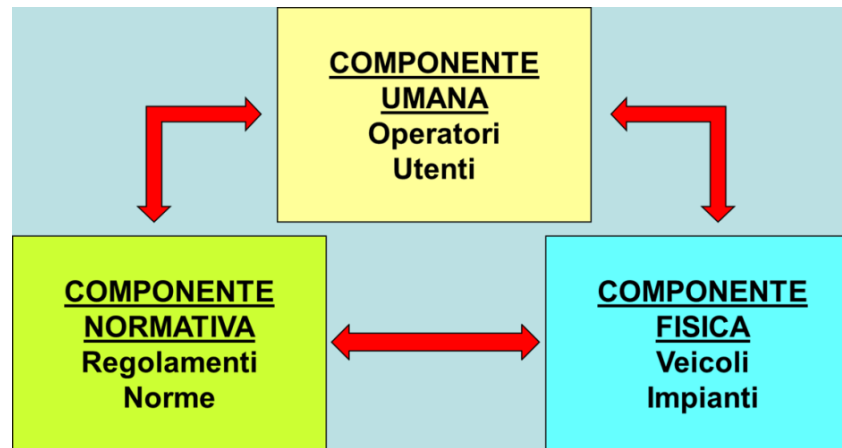 COMPONENTE
UMANA
Operatori
Utenti
COMPONENTE
NORMATIVA
Regolamenti
Norme
COMPONENTE
FISICA
Veicoli
Impianti